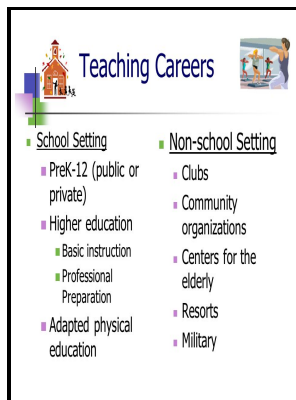 Teaching Careers
School Setting
PreK-12 (public or
private)
Higher education
Basic instruction
Professional
Preparation
Adapted physical
education
Non-school Setting
Clubs
Community
organizations
Centers for the
elderly
Resorts
Military